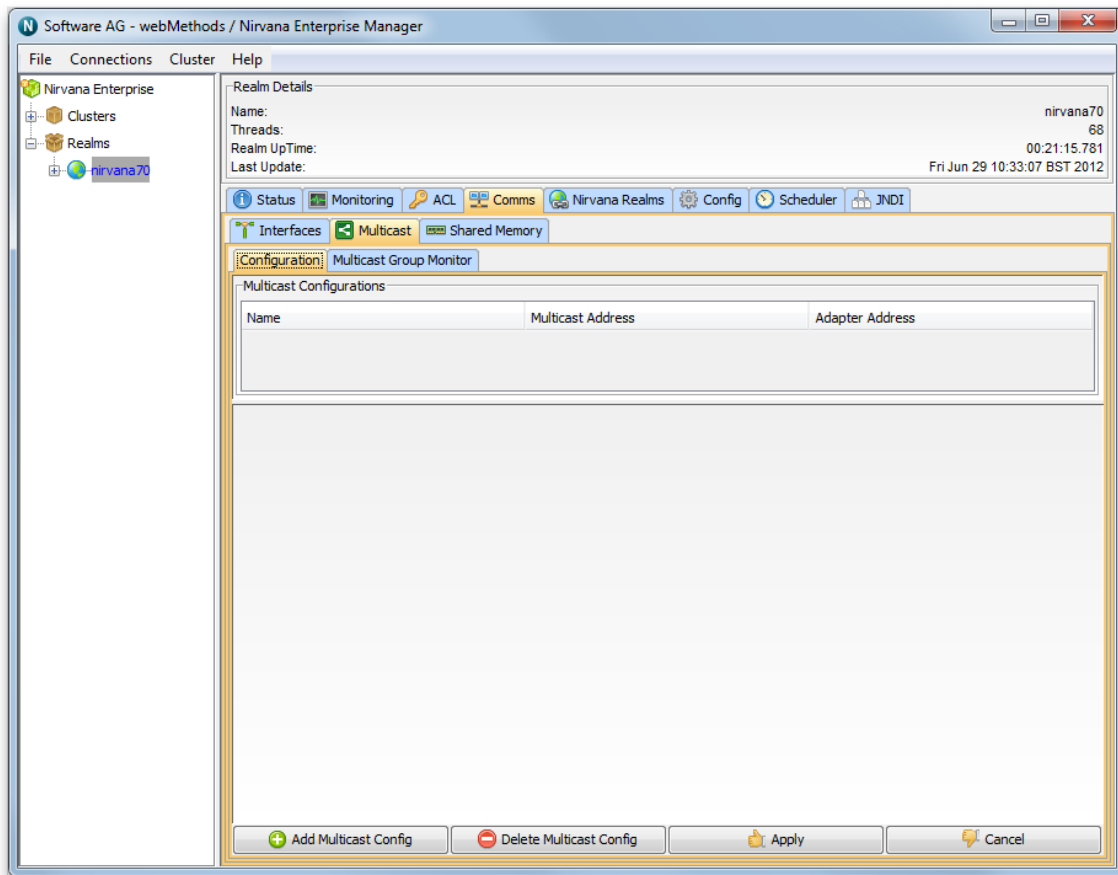 Software AG - webMethods / Nirvana Enterprise Manager
File Connections Cluster Help
Nirvana Enterprise
Clusters
Realms
nirvana70
Realm Details
Name: nirvana70
Threads: 68
Realm UpTime: 00:21:15.781
Last Update: Fri Jun 29 10:33:07 BST 2012
Status Monitoring ACL Comms Nirvana Realms Config Scheduler JNDI
Interfaces Multicast Shared Memory
Configuration Multicast Group Monitor
Multicast Configurations
Name Multicast Address Adapter Address
Add Multicast Config Delete Multicast Config Apply Cancel